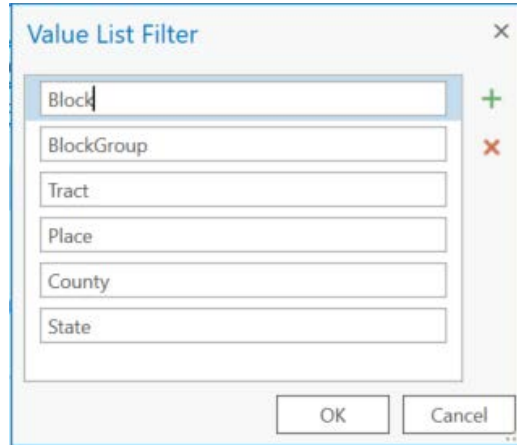 Value List Filter
Block
BlockGroup
Tract
Place
County
State
OK Cancel